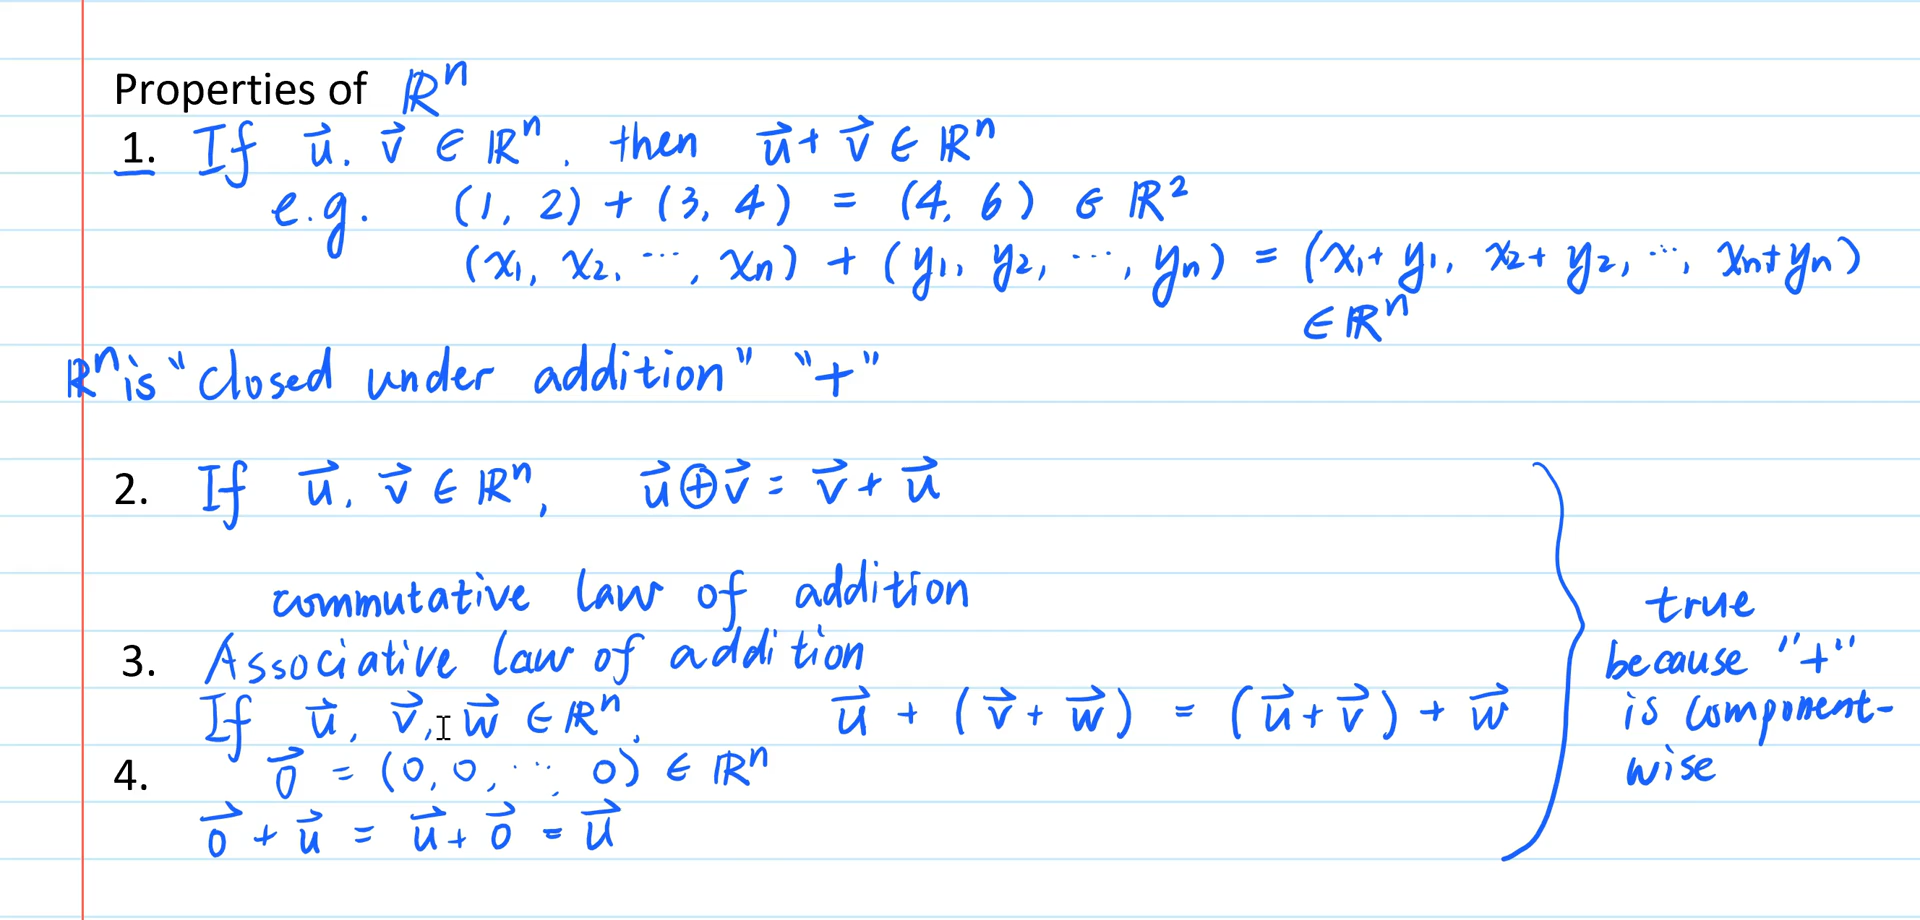 Properties of ℝⁿ
1. If u⃗, v⃗ ∈ ℝⁿ, then u⃗ + v⃗ ∈ ℝⁿ
e.g. (1, 2) + (3, 4) = (4, 6) ∈ ℝ²
(x₁, x₂, ⋯, xₙ) + (y₁, y₂, ⋯, yₙ) = (x₁+y₁, x₂+y₂, ⋯, xₙ+yₙ)
∈ ℝⁿ
ℝⁿ is "closed under addition" "+"
2. If u⃗, v⃗ ∈ ℝⁿ, u⃗ ⊕ v⃗ = v⃗ + u⃗
commutative law of addition
3. Associative law of addition
If u⃗, v⃗, w⃗ ∈ ℝⁿ, u⃗ + (v⃗ + w⃗) = (u⃗ + v⃗) + w⃗
4. 0⃗ = (0, 0, ⋯, 0) ∈ ℝⁿ
0⃗ + u⃗ = u⃗ + 0⃗ = u⃗
true
because "+"
is component-
wise